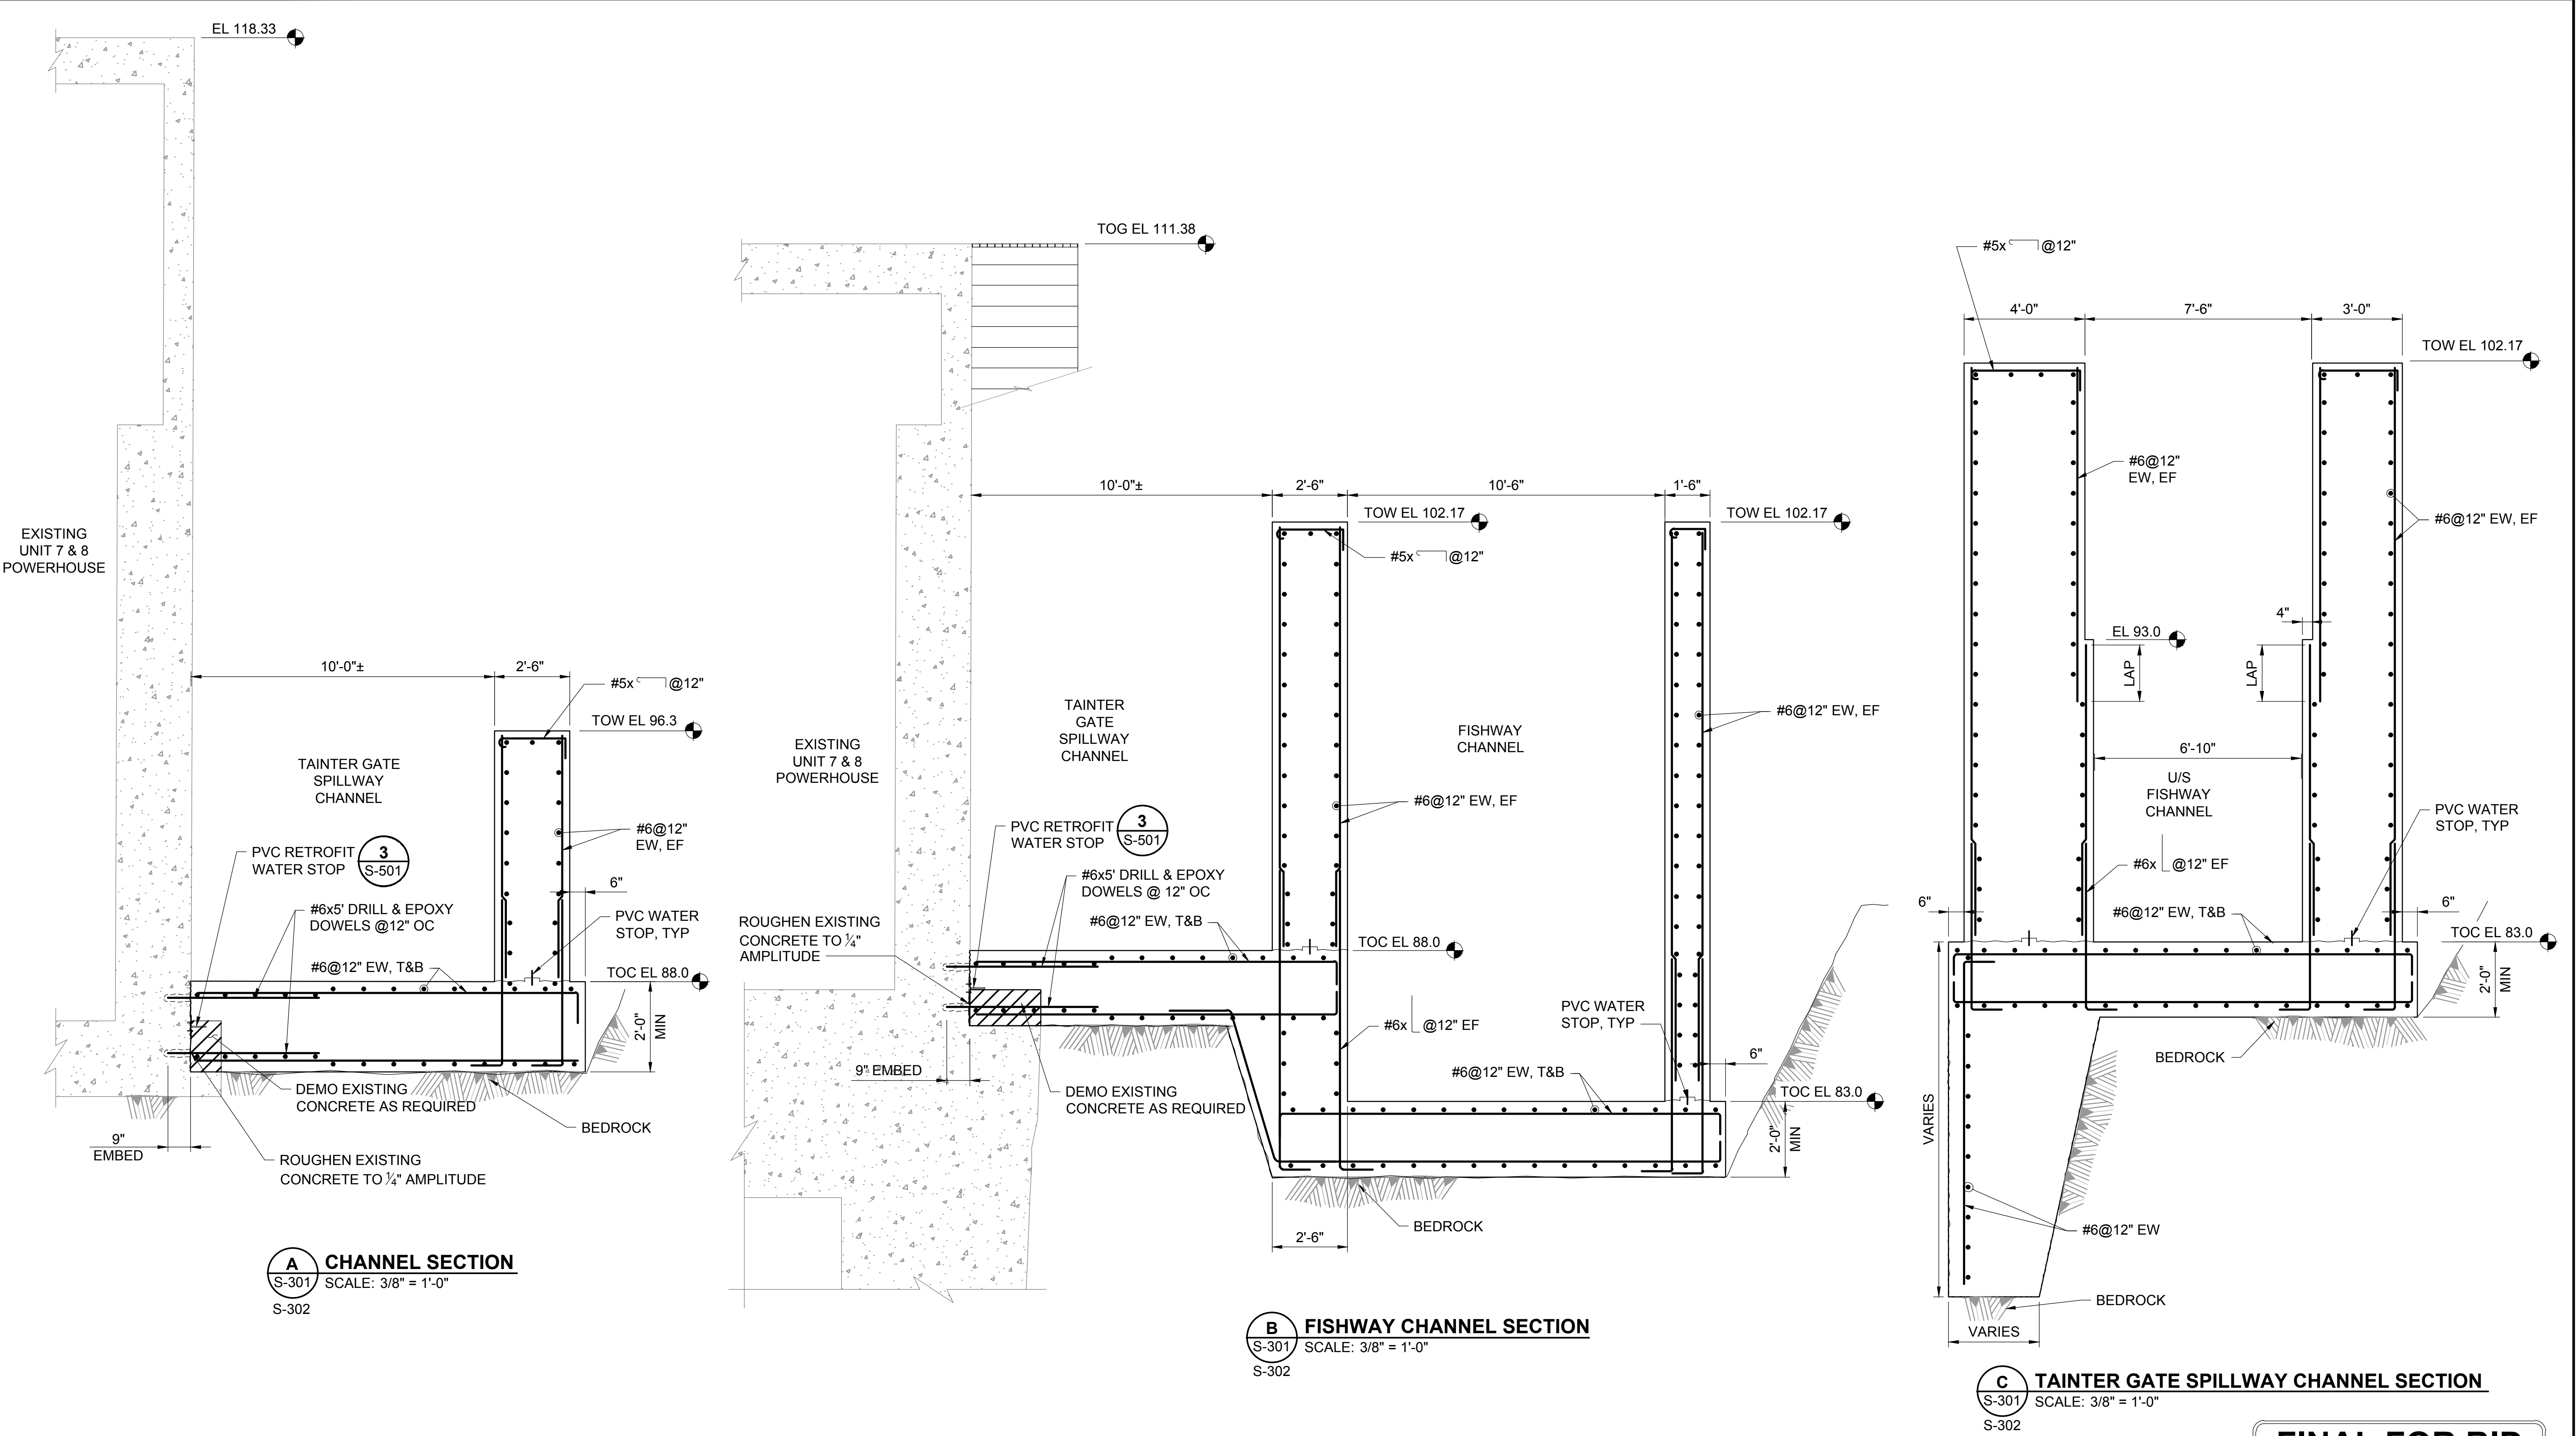 EL 118.33
EXISTING
UNIT 7 & 8
POWERHOUSE
10'-0"±
2'-6"
#5x @12"
TOW EL 96.3
TAINTER GATE
SPILLWAY
CHANNEL
#6@12"
EW, EF
PVC RETROFIT
WATER STOP
3
S-501
6"
#6x5' DRILL & EPOXY
DOWELS @12" OC
PVC WATER
STOP, TYP
#6@12" EW, T&B
TOC EL 88.0
2'-0"
MIN
DEMO EXISTING
CONCRETE AS REQUIRED
BEDROCK
9"
EMBED
ROUGHEN EXISTING
CONCRETE TO ¼" AMPLITUDE
A
S-301
S-302
CHANNEL SECTION
SCALE: 3/8" = 1'-0"
TOG EL 111.38
10'-0"±
2'-6"
10'-6"
1'-6"
TOW EL 102.17
TOW EL 102.17
#5x @12"
TAINTER
GATE
SPILLWAY
CHANNEL
FISHWAY
CHANNEL
#6@12" EW, EF
EXISTING
UNIT 7 & 8
POWERHOUSE
#6@12" EW, EF
PVC RETROFIT
WATER STOP
3
S-501
#6x5' DRILL & EPOXY
DOWELS @ 12" OC
ROUGHEN EXISTING
CONCRETE TO ¼"
AMPLITUDE
#6@12" EW, T&B
TOC EL 88.0
#6x @12" EF
PVC WATER
STOP, TYP
6"
9" EMBED
#6@12" EW, T&B
DEMO EXISTING
CONCRETE AS REQUIRED
TOC EL 83.0
2'-0"
MIN
BEDROCK
2'-6"
B
S-301
S-302
FISHWAY CHANNEL SECTION
SCALE: 3/8" = 1'-0"
#5x @12"
4'-0"
7'-6"
3'-0"
TOW EL 102.17
#6@12"
EW, EF
#6@12" EW, EF
4"
EL 93.0
LAP
LAP
6'-10"
U/S
FISHWAY
CHANNEL
PVC WATER
STOP, TYP
#6x @12" EF
6"
#6@12" EW, T&B
6"
TOC EL 83.0
2'-0"
MIN
BEDROCK
VARIES
#6@12" EW
BEDROCK
VARIES
C
S-301
S-302
TAINTER GATE SPILLWAY CHANNEL SECTION
SCALE: 3/8" = 1'-0"
FINAL FOR BID